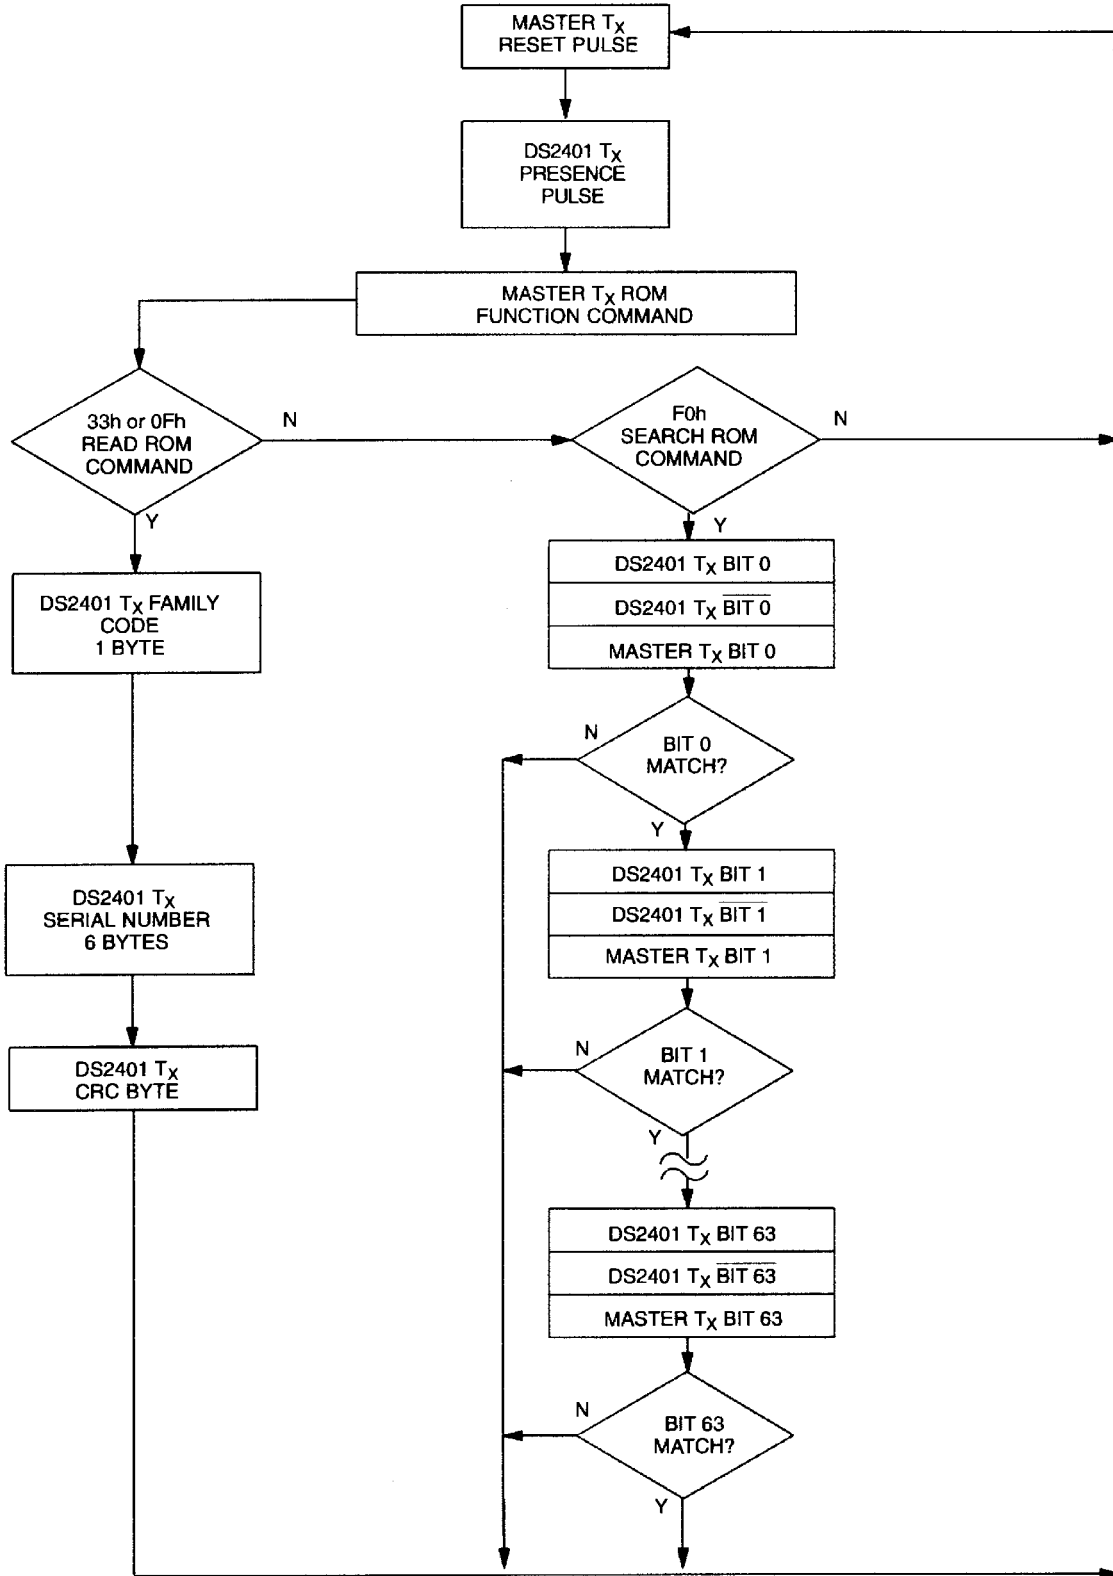 MASTER TX
RESET PULSE
DS2401 TX
PRESENCE
PULSE
MASTER TX ROM
FUNCTION COMMAND
33h or 0Fh
READ ROM
COMMAND
N
Y
F0h
SEARCH ROM
COMMAND
N
Y
DS2401 TX FAMILY
CODE
1 BYTE
DS2401 TX
SERIAL NUMBER
6 BYTES
DS2401 TX
CRC BYTE
DS2401 TX BIT 0
DS2401 TX BIT 0
MASTER TX BIT 0
N
BIT 0
MATCH?
Y
DS2401 TX BIT 1
DS2401 TX BIT 1
MASTER TX BIT 1
N
BIT 1
MATCH?
Y
DS2401 TX BIT 63
DS2401 TX BIT 63
MASTER TX BIT 63
N
BIT 63
MATCH?
Y